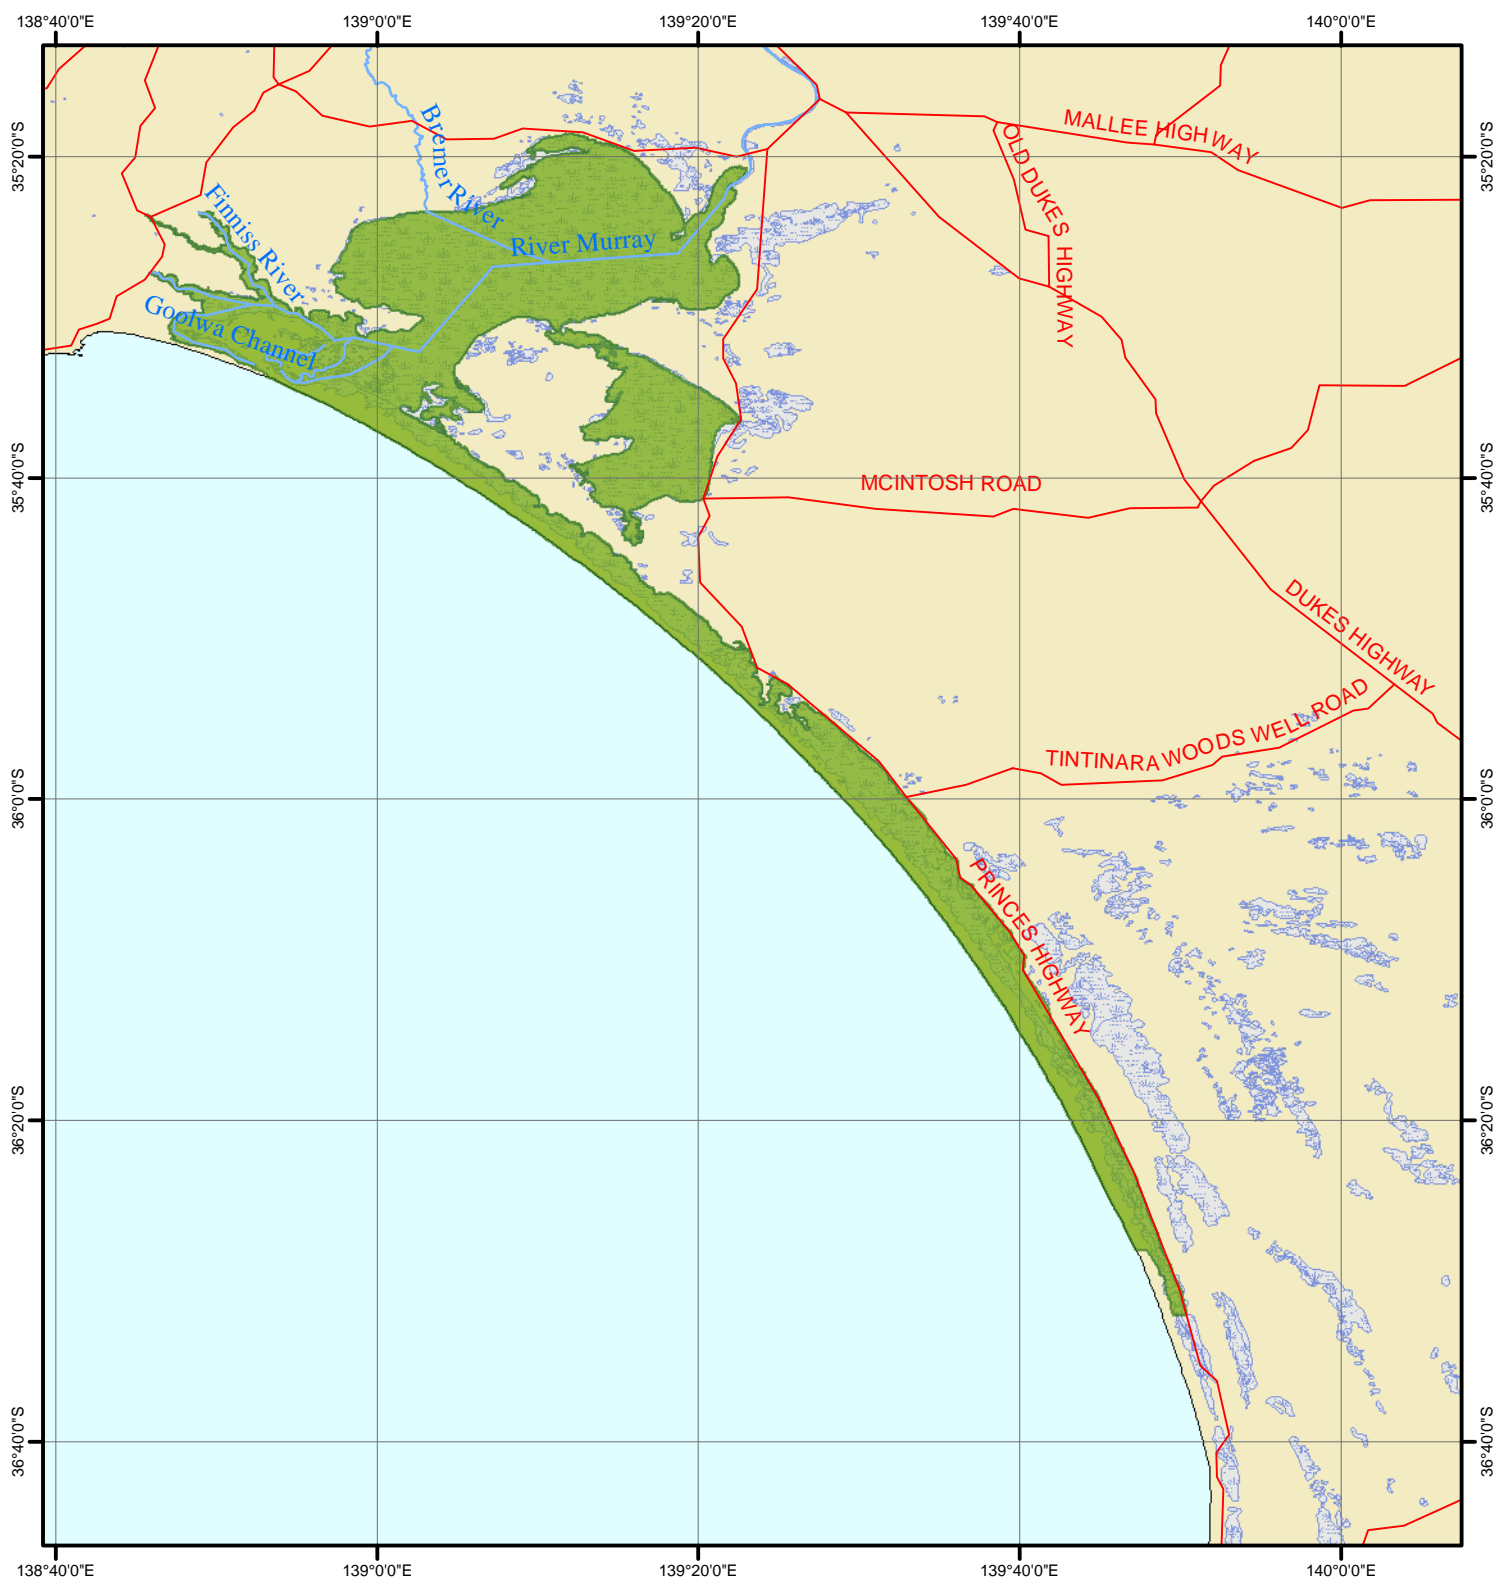 138°40'0"E
139°0'0"E
139°20'0"E
139°40'0"E
140°0'0"E
35°20'0"S
35°20'0"S
MALLEE HIGHWAY
OLD DUKES HIGHWAY
Bremer River
Finniss River
River Murray
Goolwa Channel
35°40'0"S
35°40'0"S
MCINTOSH ROAD
DUKES HIGHWAY
TINTINARA WOODS WELL ROAD
36°0'0"S
36°0'0"S
PRINCES HIGHWAY
36°20'0"S
36°20'0"S
36°40'0"S
36°40'0"S
138°40'0"E
139°0'0"E
139°20'0"E
139°40'0"E
140°0'0"E